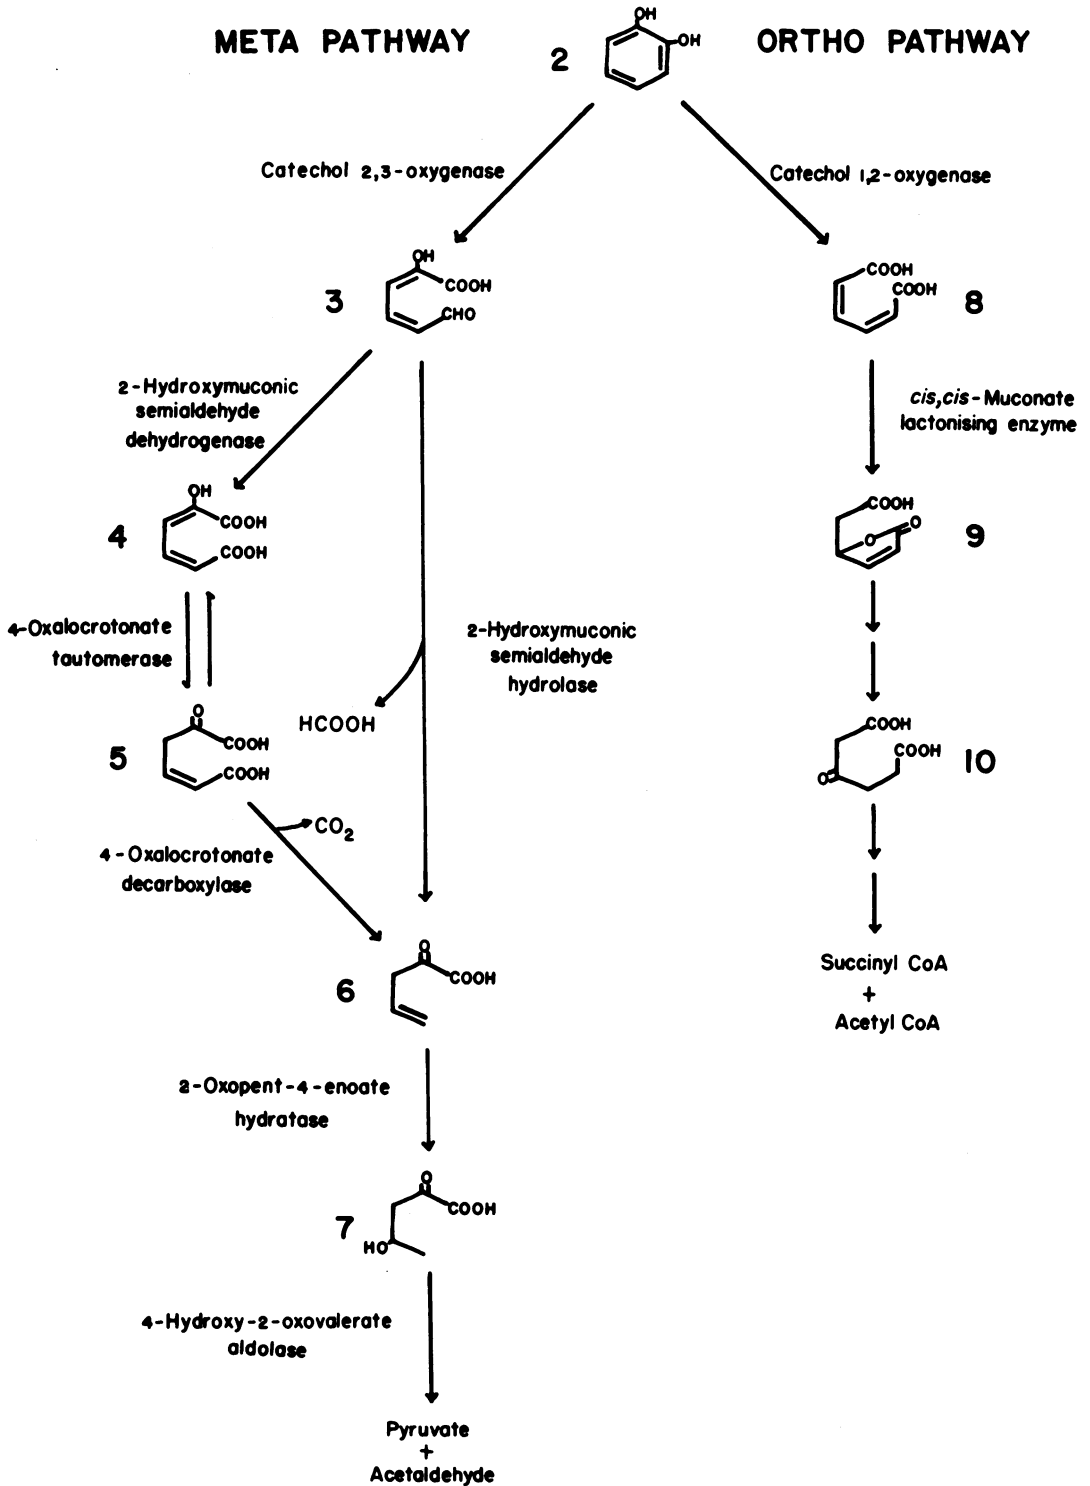 META PATHWAY
ORTHO PATHWAY
2
OH
OH
Catechol 2,3-oxygenase
Catechol 1,2-oxygenase
3
OH
COOH
CHO
COOH
COOH
8
2-Hydroxymuconic
semialdehyde
dehydrogenase
cis,cis-Muconate
lactonising enzyme
4
OH
COOH
COOH
COOH
O
O
9
4-Oxalocrotonate
tautomerase
2-Hydroxymuconic
semialdehyde
hydrolase
HCOOH
5
O
COOH
COOH
COOH
COOH
O
10
CO2
4-Oxalocrotonate
decarboxylase
6
O
COOH
Succinyl CoA
+
Acetyl CoA
2-Oxopent-4-enoate
hydratase
7
O
COOH
HO
4-Hydroxy-2-oxovalerate
aldolase
Pyruvate
+
Acetaldehyde